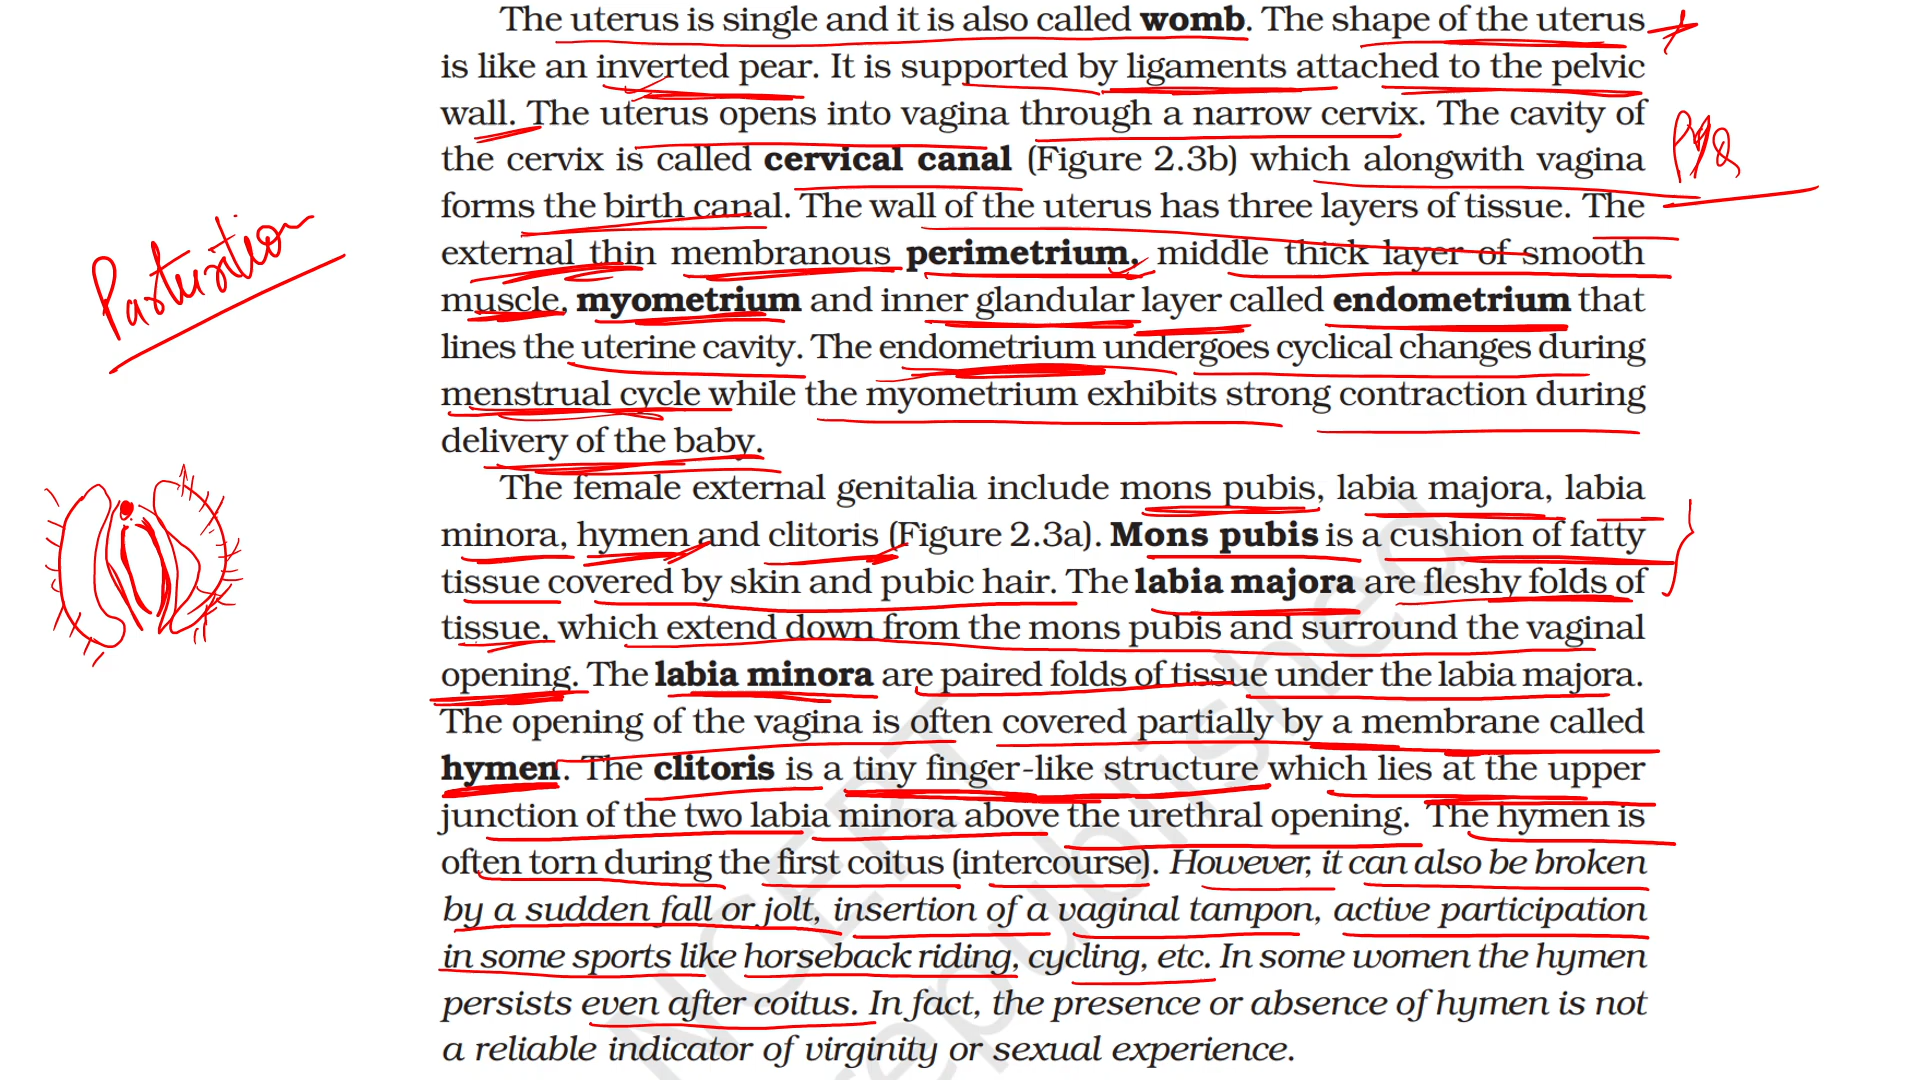 The uterus is single and it is also called womb. The shape of the uterus
is like an inverted pear. It is supported by ligaments attached to the pelvic
wall. The uterus opens into vagina through a narrow cervix. The cavity of
the cervix is called cervical canal (Figure 2.3b) which alongwith vagina
forms the birth canal. The wall of the uterus has three layers of tissue. The
external thin membranous perimetrium, middle thick layer of smooth
muscle, myometrium and inner glandular layer called endometrium that
lines the uterine cavity. The endometrium undergoes cyclical changes during
menstrual cycle while the myometrium exhibits strong contraction during
delivery of the baby.
Parturition
The female external genitalia include mons pubis, labia majora, labia
minora, hymen and clitoris (Figure 2.3a). Mons pubis is a cushion of fatty
tissue covered by skin and pubic hair. The labia majora are fleshy folds of
tissue, which extend down from the mons pubis and surround the vaginal
opening. The labia minora are paired folds of tissue under the labia majora.
The opening of the vagina is often covered partially by a membrane called
hymen. The clitoris is a tiny finger-like structure which lies at the upper
junction of the two labia minora above the urethral opening. The hymen is
often torn during the first coitus (intercourse). However, it can also be broken
by a sudden fall or jolt, insertion of a vaginal tampon, active participation
in some sports like horseback riding, cycling, etc. In some women the hymen
persists even after coitus. In fact, the presence or absence of hymen is not
a reliable indicator of virginity or sexual experience.
NCERT
republished